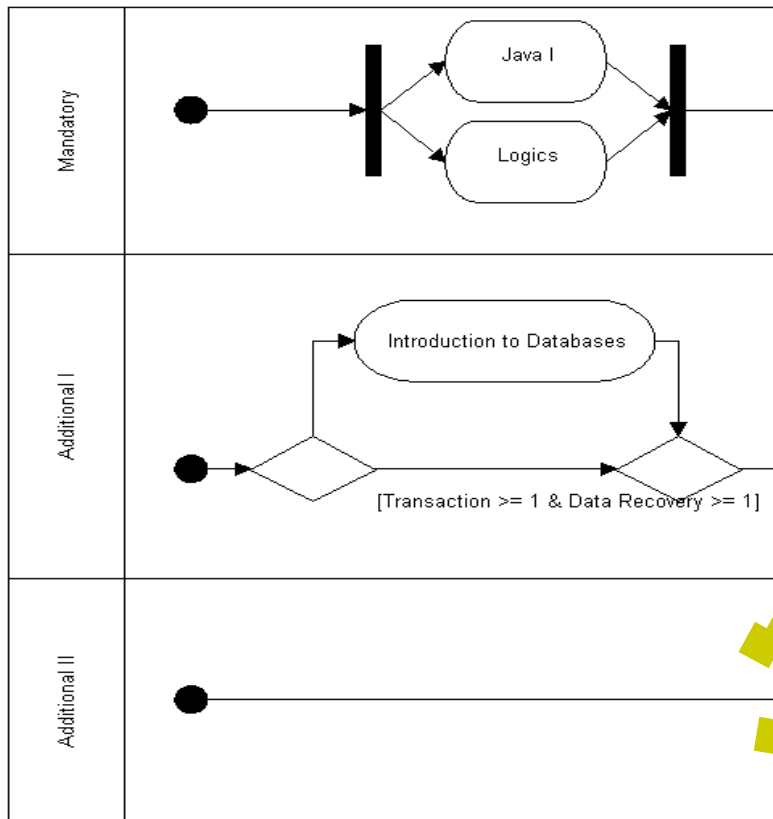 Mandatory
Java I
Logics
Additional I
Introduction to Databases
[Transaction >= 1 & Data Recovery >= 1]
Additional II